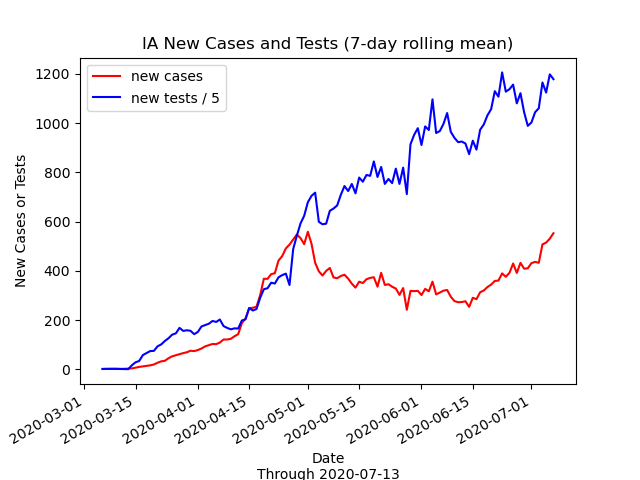 IA New Cases and Tests (7-day rolling mean)
new cases
new tests / 5
New Cases or Tests
1200
1000
800
600
400
200
0
2020-03-01
2020-03-15
2020-04-01
2020-04-15
2020-05-01
2020-05-15
2020-06-01
2020-06-15
2020-07-01
Date
Through 2020-07-13